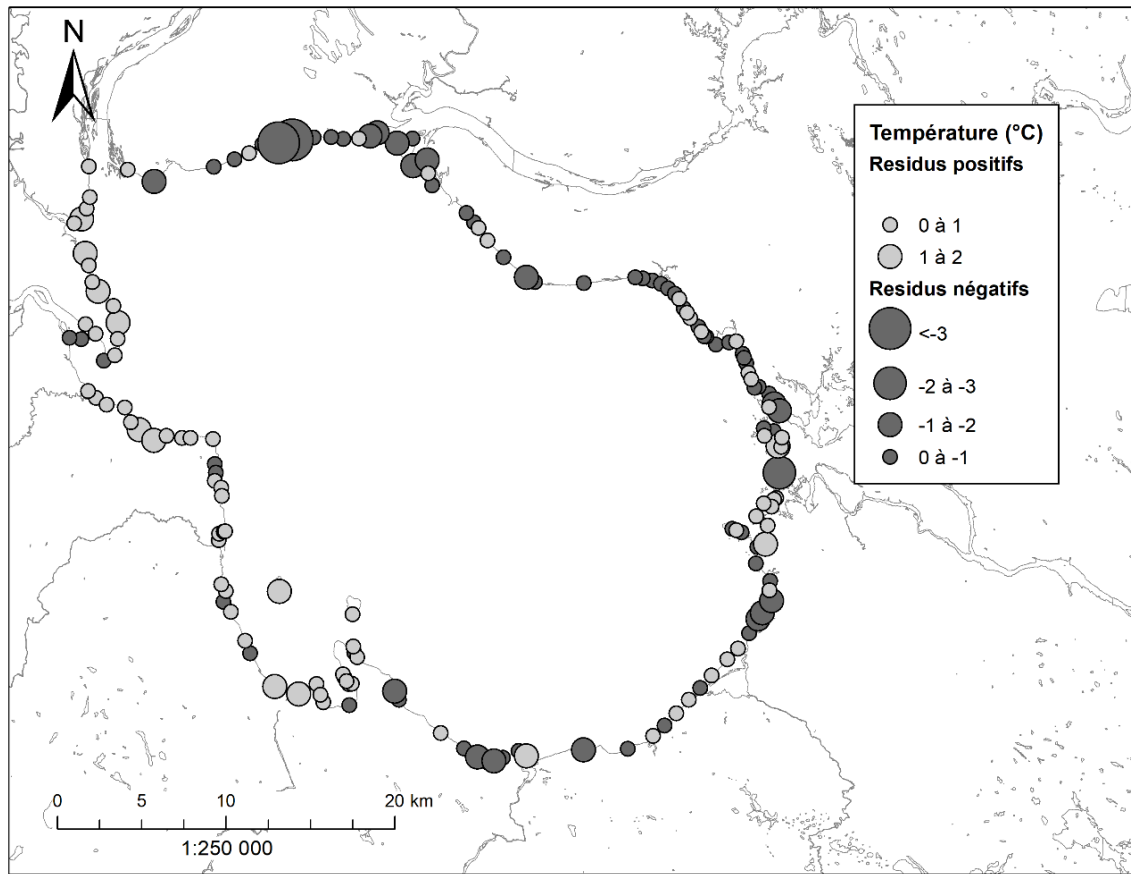 N
Température (°C)
Residus positifs
0 à 1
1 à 2
Residus négatifs
<-3
-2 à -3
-1 à -2
0 à -1
0 5 10 20 km
1:250 000